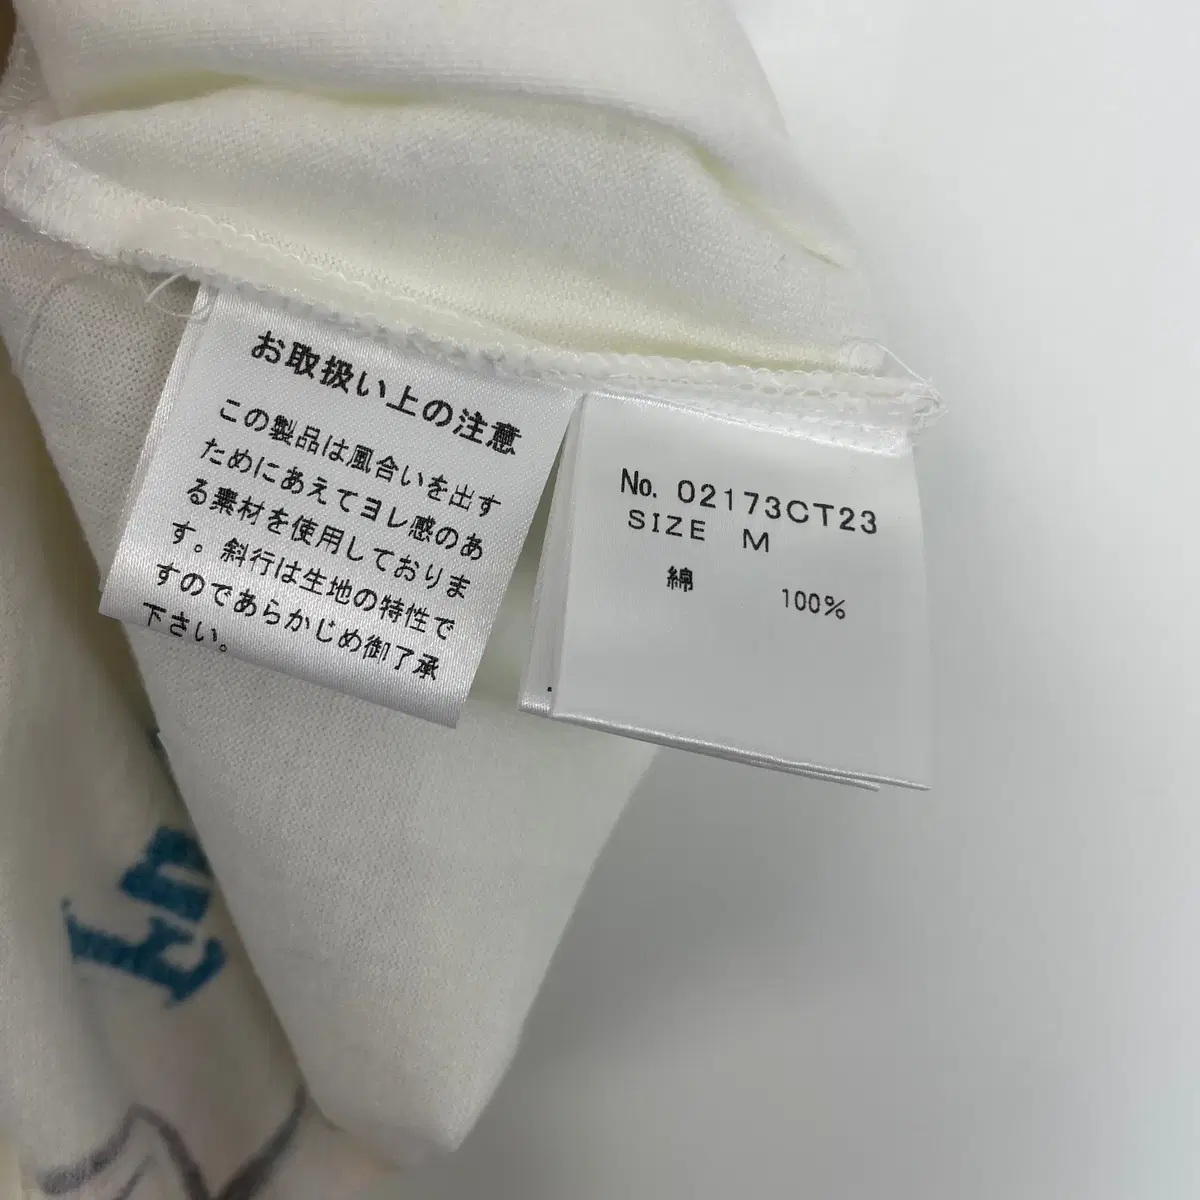 お取扱い上の注意
この製品は風合いを出す
ためにあえてヨレ感のあ
る素材を使用しておりま
す。斜行は生地の特性で
すのであらかじめ御了承
下さい。
No. 02173CT23
SIZE M
綿 100%